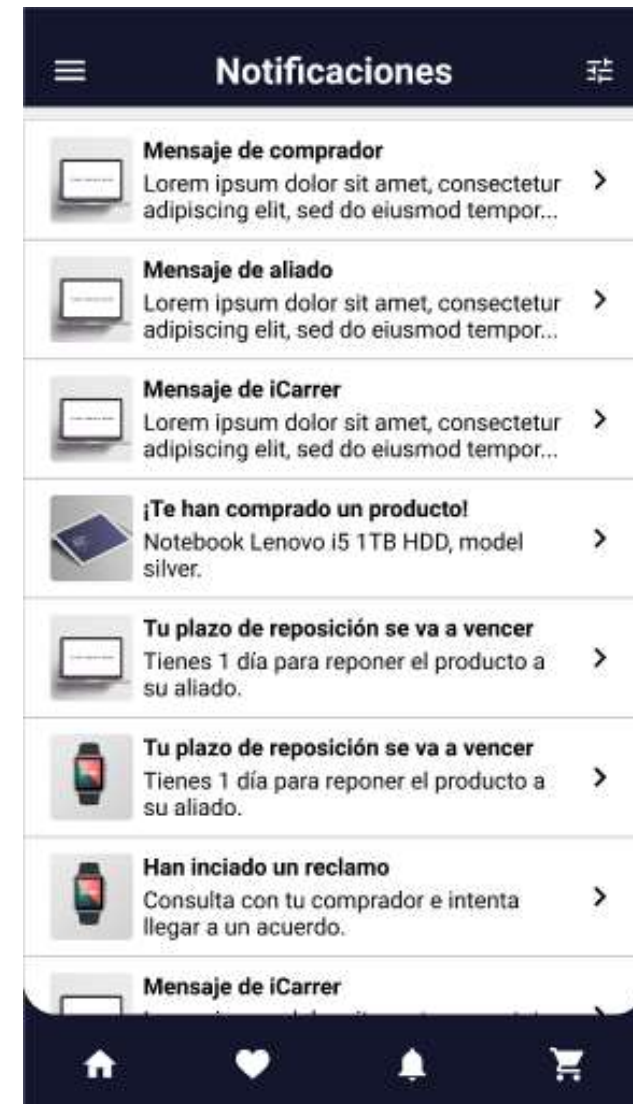 Notificaciones
Mensaje de comprador
Lorem ipsum dolor sit amet, consectetur
adipiscing elit, sed do eiusmod tempor...
Mensaje de aliado
Lorem ipsum dolor sit amet, consectetur
adipiscing elit, sed do eiusmod tempor...
Mensaje de iCarrer
Lorem ipsum dolor sit amet, consectetur
adipiscing elit, sed do eiusmod tempor...
¡Te han comprado un producto!
Notebook Lenovo i5 1TB HDD, model
silver.
Tu plazo de reposición se va a vencer
Tienes 1 día para reponer el producto a
su aliado.
Tu plazo de reposición se va a vencer
Tienes 1 día para reponer el producto a
su aliado.
Han inciado un reclamo
Consulta con tu comprador e intenta
llegar a un acuerdo.
Mensaje de iCarrer